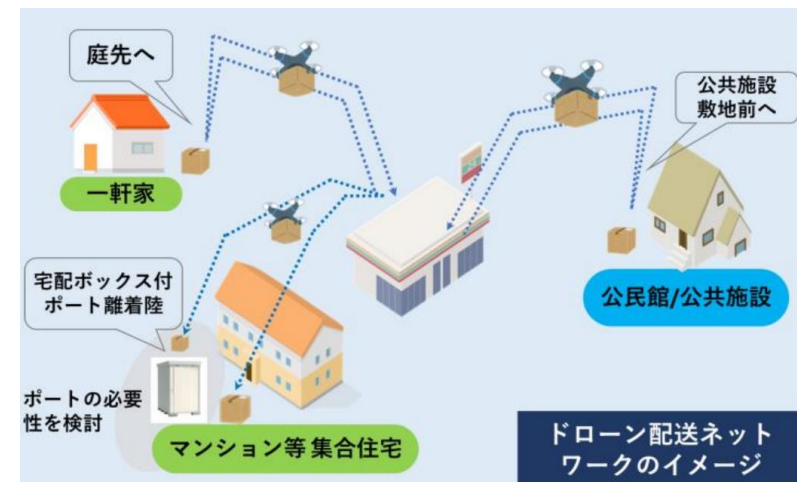 庭先へ
公共施設
敷地前へ
一軒家
宅配ボックス付
ポート離着陸
公民館/公共施設
ポートの必要
性を検討
マンション等 集合住宅
ドローン配送ネット
ワークのイメージ